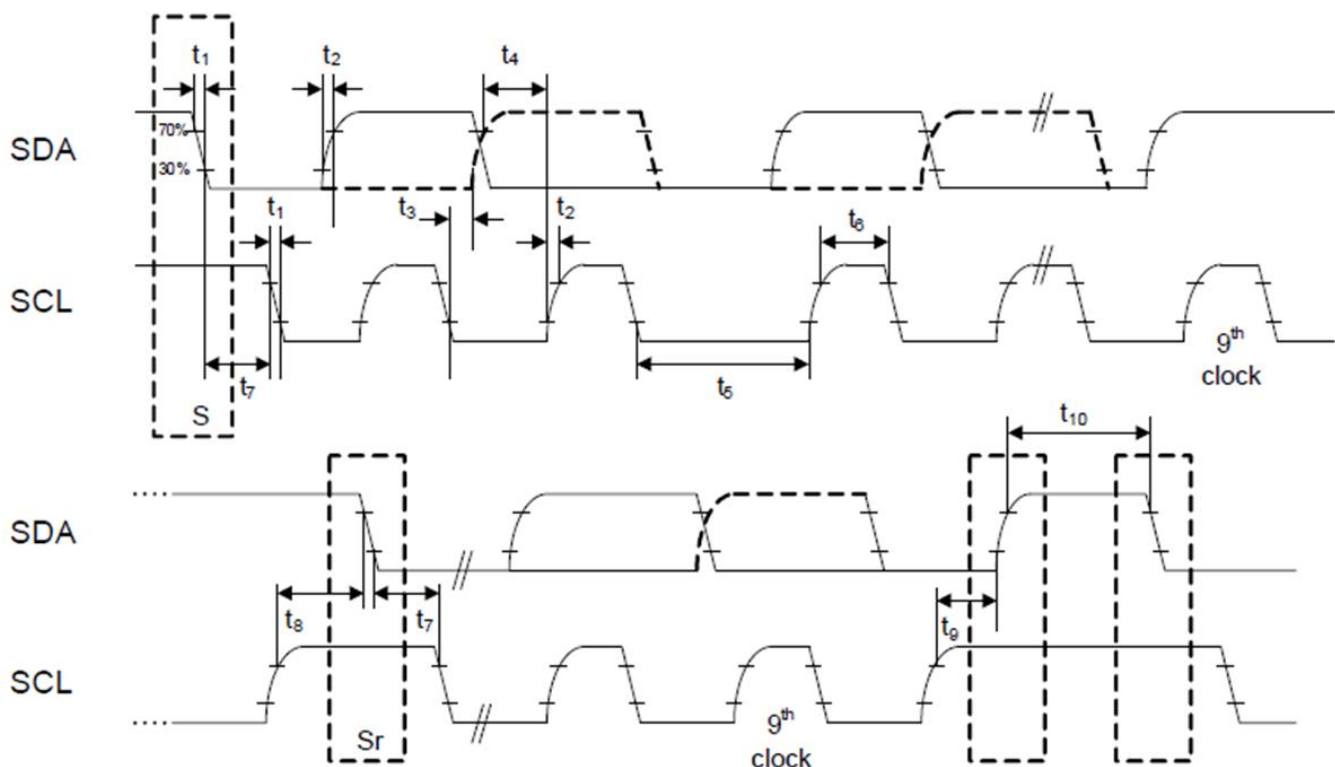 t1 t2 t4
SDA 70%
30%
t1 t3 t2 t6
SCL
9th
clock
t7 t5
S
t10
SDA
t8 t7 t9
SCL
Sr 9th
clock